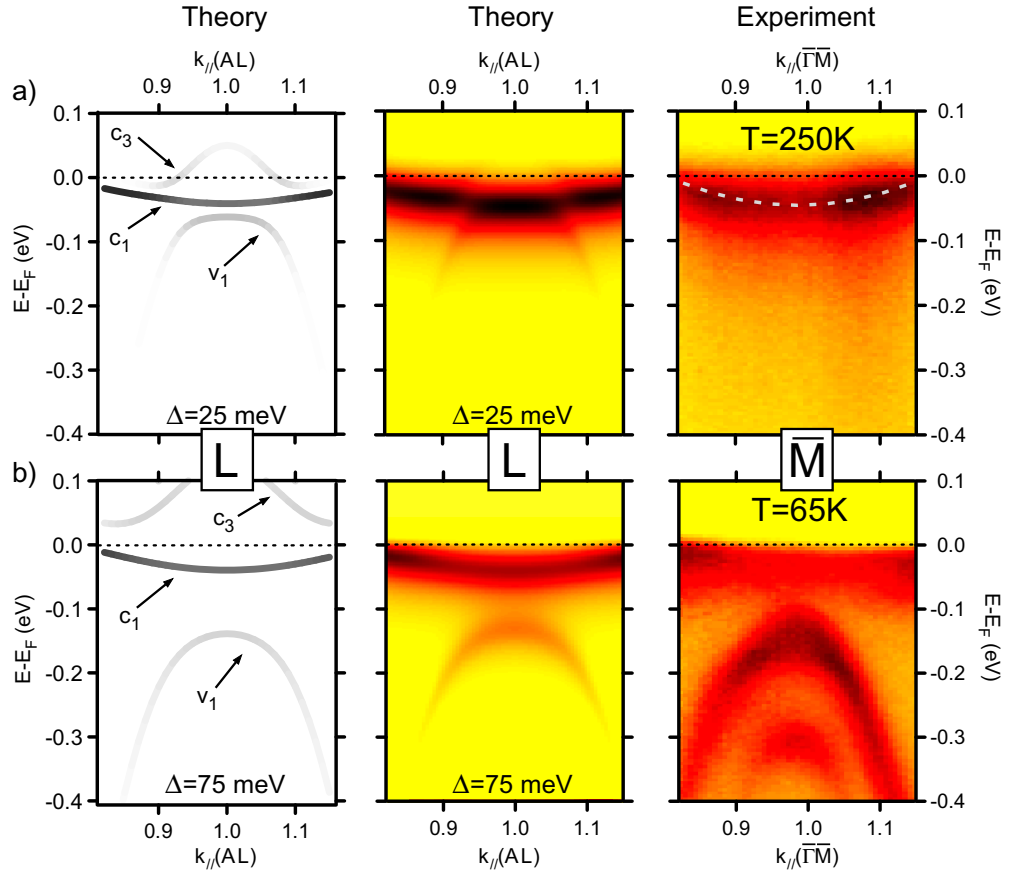 Theory Theory Experiment
k//(AL) k//(AL) k//(Γ̅M̅)
0.9 1.0 1.1 0.9 1.0 1.1 0.9 1.0 1.1
a)
0.1 0.1
c3 T=250K
0.0 0.0
c1
-0.1 -0.1
v1
E-EF (eV) E-EF (eV)
-0.2 -0.2
-0.3 -0.3
Δ=25 meV Δ=25 meV
-0.4 -0.4
L L M̅
b)
0.1 0.1
c3 T=65K
0.0 0.0
c1
-0.1 -0.1
E-EF (eV) E-EF (eV)
-0.2 -0.2
v1
-0.3 -0.3
Δ=75 meV Δ=75 meV
-0.4 -0.4
0.9 1.0 1.1 0.9 1.0 1.1 0.9 1.0 1.1
k//(AL) k//(AL) k//(Γ̅M̅)